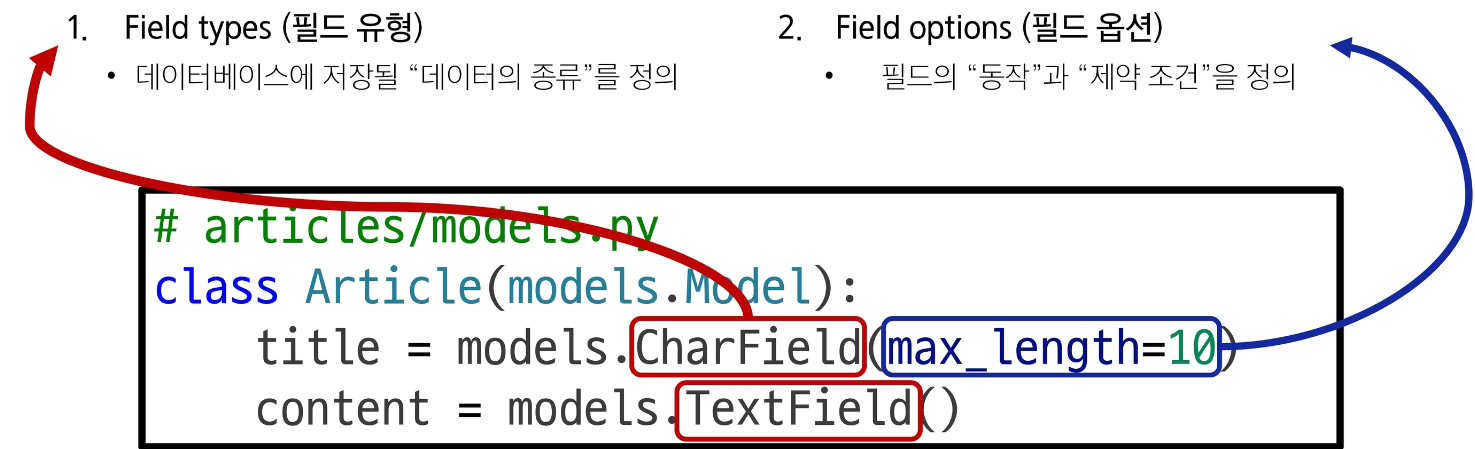 1. Field types (필드 유형)
• 데이터베이스에 저장될 “데이터의 종류”를 정의
2. Field options (필드 옵션)
• 필드의 “동작”과 “제약 조건”을 정의
# articles/models.py
class Article(models.Model):
    title = models.CharField(max_length=10)
    content = models.TextField()